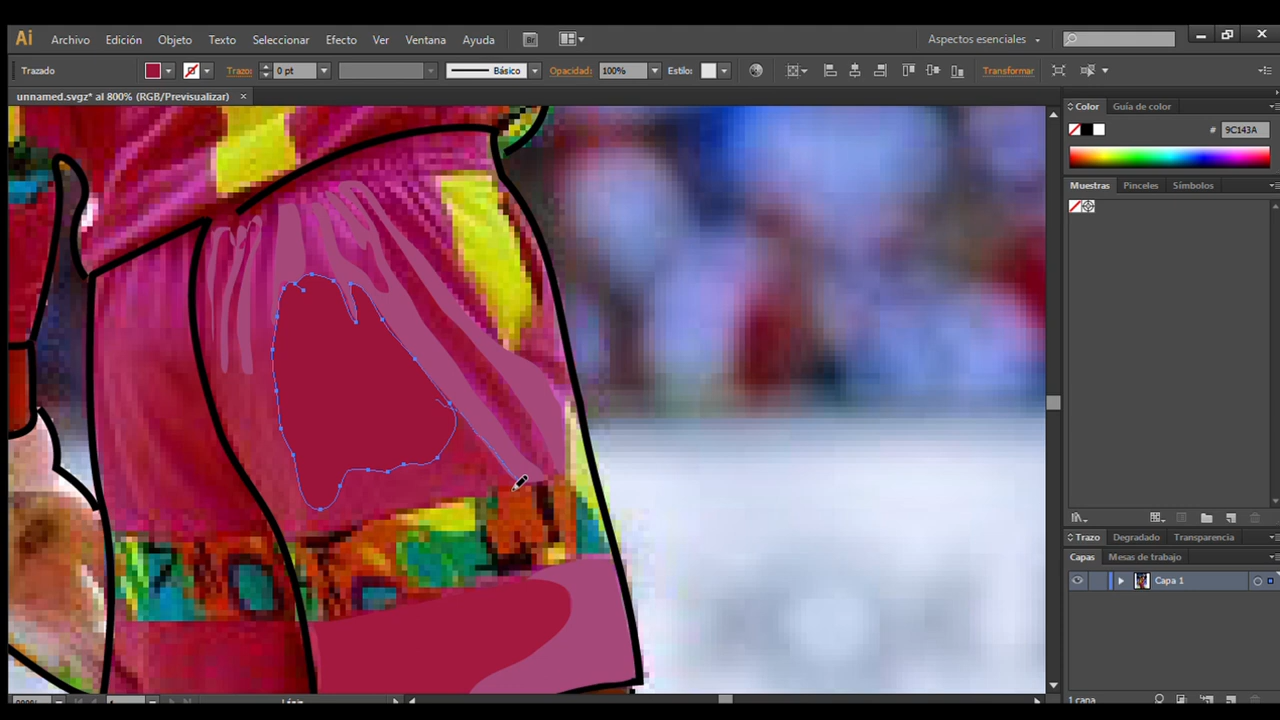 Ai Archivo Edición Objeto Texto Seleccionar Efecto Ver Ventana Ayuda Br Aspectos esenciales
Trazado Trazo: 0 pt Básico Opacidad: 100% Estilo: Transformar
unnamed.svgz* al 800% (RGB/Previsualizar) ×
Color Guía de color
# 9C143A
Muestras Pinceles Símbolos
Trazo Degradado Transparencia
Capas Mesas de trabajo
Capa 1
1 capa